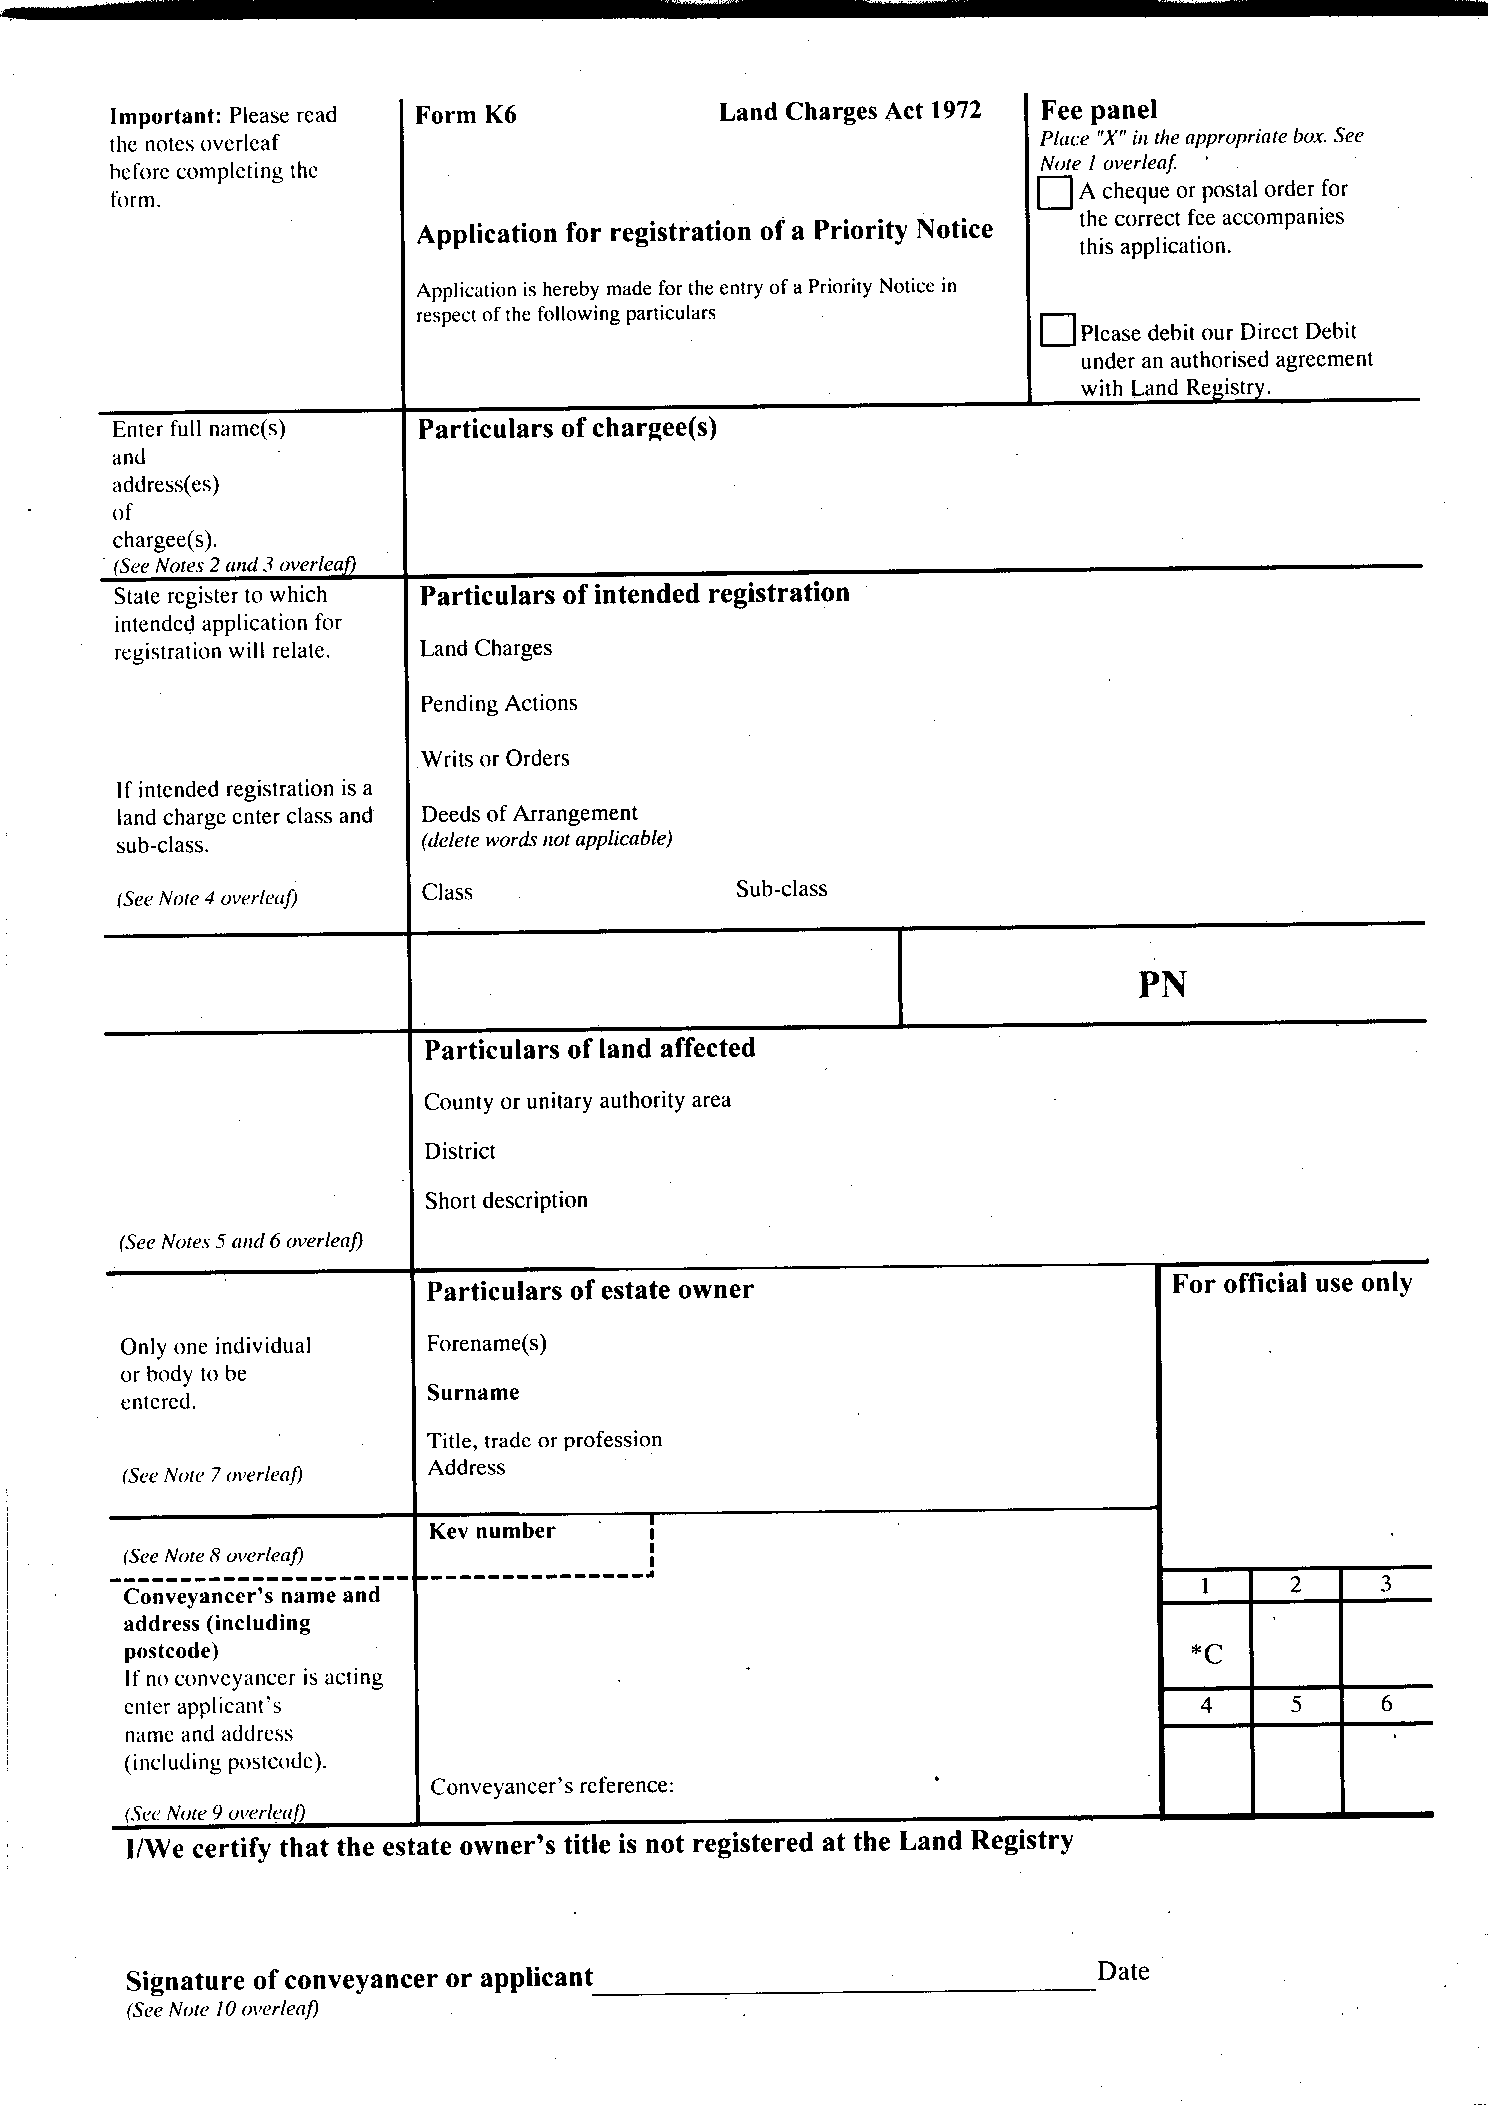 Important: Please read
the notes overleaf
before completing the
form.
Form K6 Land Charges Act 1972
Application for registration of a Priority Notice
Application is hereby made for the entry of a Priority Notice in
respect of the following particulars
Fee panel
Place "X" in the appropriate box. See
Note 1 overleaf.
A cheque or postal order for
the correct fee accompanies
this application.
Please debit our Direct Debit
under an authorised agreement
with Land Registry.
Enter full name(s)
and
address(es)
of
chargee(s).
(See Notes 2 and 3 overleaf)
Particulars of chargee(s)
State register to which
intended application for
registration will relate.
If intended registration is a
land charge enter class and
sub-class.
(See Note 4 overleaf)
Particulars of intended registration
Land Charges
Pending Actions
Writs or Orders
Deeds of Arrangement
(delete words not applicable)
Class Sub-class
PN
Particulars of land affected
County or unitary authority area
District
Short description
(See Notes 5 and 6 overleaf)
Only one individual
or body to be
entered.
(See Note 7 overleaf)
Particulars of estate owner
Forename(s)
Surname
Title, trade or profession
Address
For official use only
(See Note 8 overleaf)
Key number
Conveyancer's name and
address (including
postcode)
If no conveyancer is acting
enter applicant's
name and address
(including postcode).
(See Note 9 overleaf)
Conveyancer's reference:
1 2 3
*C
4 5 6
I/We certify that the estate owner's title is not registered at the Land Registry
Signature of conveyancer or applicant Date
(See Note 10 overleaf)